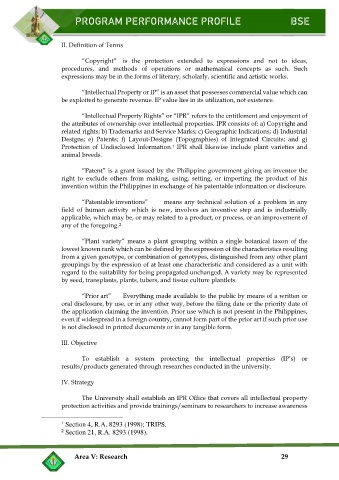 PROGRAM PERFORMANCE PROFILE BSE
II. Definition of Terms
“Copyright” is the protection extended to expressions and not to ideas,
procedures, and methods of operations or mathematical concepts as such. Such
expressions may be in the forms of literary, scholarly, scientific and artistic works.
“Intellectual Property or IP” is an asset that possesses commercial value which can
be exploited to generate revenue. IP value lies in its utilization, not existence.
“Intellectual Property Rights” or “IPR” refers to the entitlement and enjoyment of
the attributes of ownership over intellectual properties. IPR consists of: a) Copyright and
related rights; b) Trademarks and Service Marks; c) Geographic Indications; d) Industrial
Designs; e) Patents; f) Layout-Designs (Topographies) of Integrated Circuits; and g)
Protection of Undisclosed Information.¹ IPR shall likewise include plant varieties and
animal breeds.
“Patent” is a grant issued by the Philippine government giving an inventor the
right to exclude others from making, using, setting, or importing the product of his
invention within the Philippines in exchange of his patentable information or disclosure.
“Patentable inventions” means any technical solution of a problem in any
field of human activity which is new, involves an inventive step and is industrially
applicable, which may be, or may related to a product, or process, or an improvement of
any of the foregoing.²
“Plant variety” means a plant grouping within a single botanical taxon of the
lowest known rank which can be defined by the expression of the characteristics resulting
from a given genotype, or combination of genotypes, distinguished from any other plant
groupings by the expression of at least one characteristic and considered as a unit with
regard to the suitability for being propagated unchanged. A variety may be represented
by seed, transplants, plants, tubers, and tissue culture plantlets.
“Prior art” Everything made available to the public by means of a written or
oral disclosure, by use, or in any other way, before the filing date or the priority date of
the application claiming the invention. Prior use which is not present in the Philippines,
even if widespread in a foreign country, cannot form part of the prior art if such prior use
is not disclosed in printed documents or in any tangible form.
III. Objective
To establish a system protecting the intellectual properties (IP's) or
results/products generated through researches conducted in the university.
IV. Strategy
The University shall establish an IPR Office that covers all intellectual property
protection activities and provide trainings/seminars to researchers to increase awareness
¹ Section 4, R.A. 8293 (1998); TRIPS.
² Section 21, R.A. 8293 (1998).
Area V: Research 29